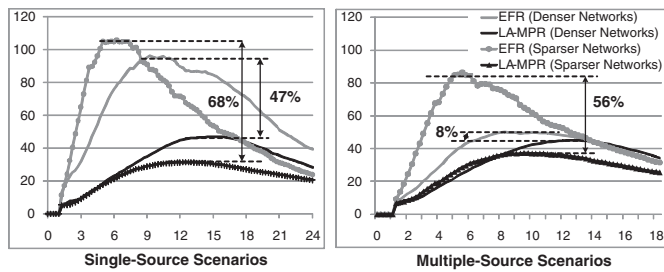 120
100
80
60
40
20
0
68%
47%
0 3 6 9 12 15 18 21 24
Single-Source Scenarios
120
100
80
60
40
20
0
EFR (Denser Networks)
LA-MPR (Denser Networks)
EFR (Sparser Networks)
LA-MPR (Sparser Networks)
56%
8%
0 2 4 6 8 10 12 14 16 18
Multiple-Source Scenarios